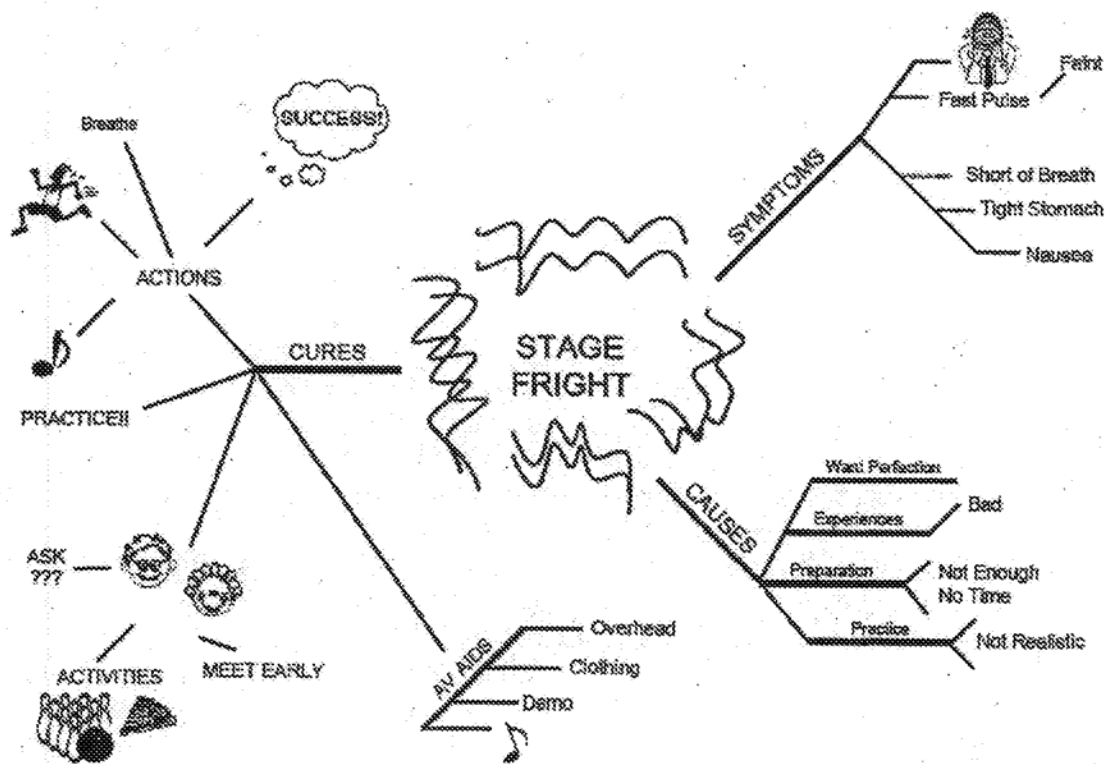 STAGE
FRIGHT
SYMPTOMS
Fast Pulse
Faint
Short of Breath
Tight Stomach
Nausea
CAUSES
Want Perfection
Experiences
Bad
Preparation
Not Enough
No Time
Practice
Not Realistic
CURES
ACTIONS
Breathe
SUCCESS!
PRACTICE!!
ASK
???
ACTIVITIES
MEET EARLY
AV AIDS
Overhead
Clothing
Demo